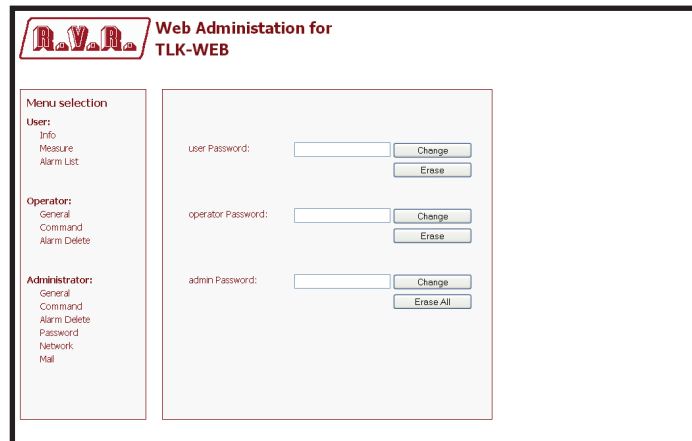 R.V.R.
Web Administation for
TLK-WEB
Menu selection
User:
Info
Measure
Alarm List
Operator:
General
Command
Alarm Delete
Administrator:
General
Command
Alarm Delete
Password
Network
Mail
user Password:
Change
Erase
operator Password:
Change
Erase
admin Password:
Change
Erase All